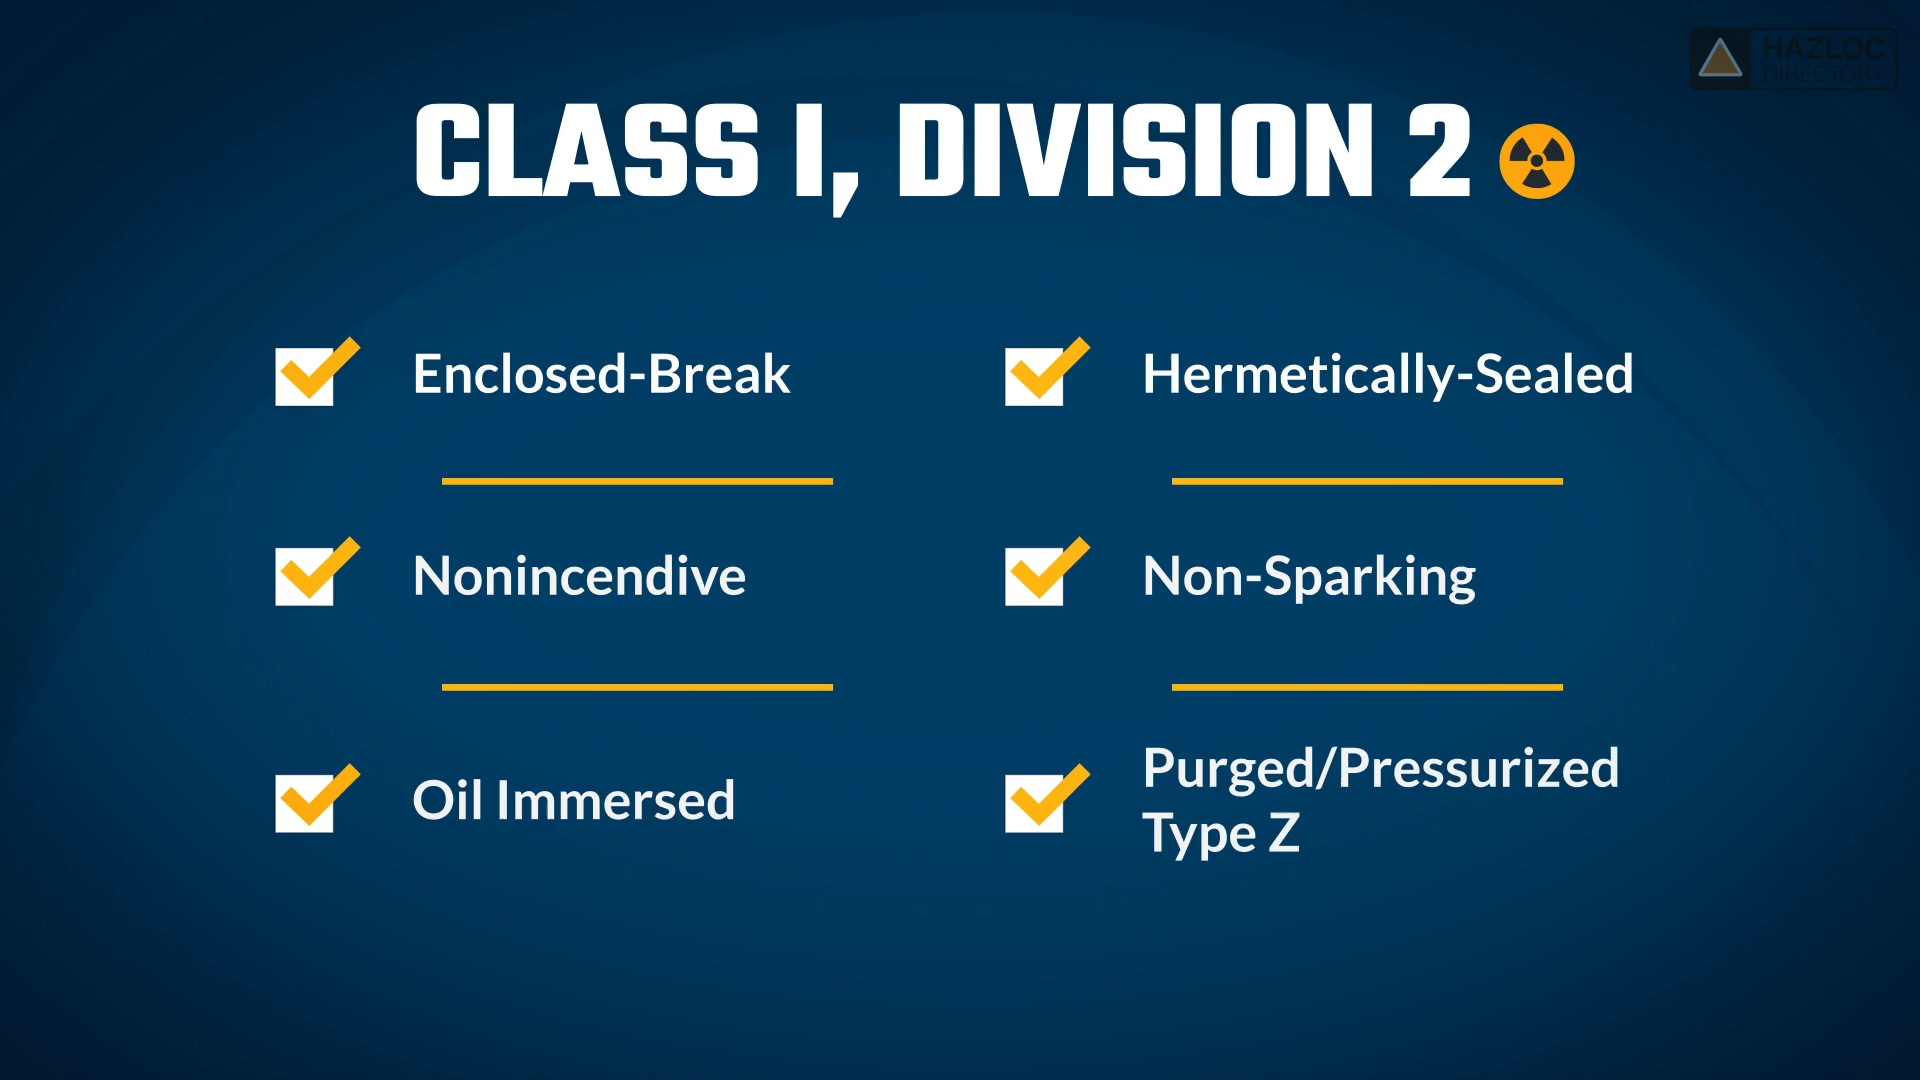 HAZLOC
DIRECTORY
CLASS I, DIVISION 2
Enclosed-Break
Hermetically-Sealed
Nonincendive
Non-Sparking
Oil Immersed
Purged/Pressurized
Type Z